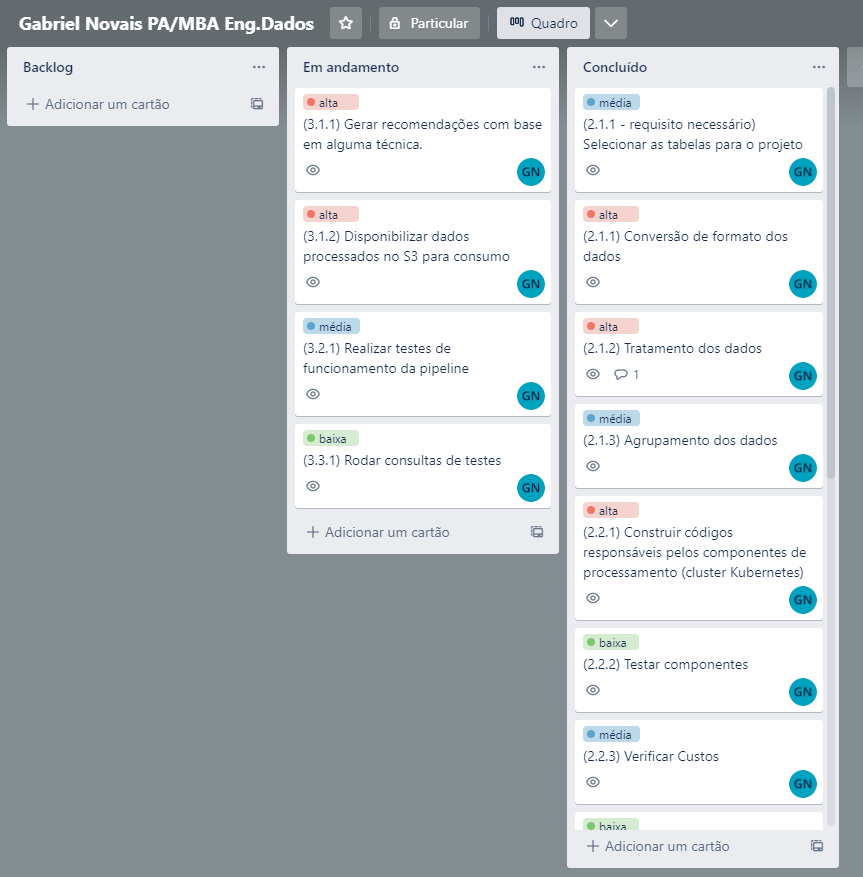 Gabriel Novais PA/MBA Eng.Dados
Particular
Quadro
Backlog
Adicionar um cartão
Em andamento
alta
(3.1.1) Gerar recomendações com base
em alguma técnica.
GN
alta
(3.1.2) Disponibilizar dados
processados no S3 para consumo
GN
média
(3.2.1) Realizar testes de
funcionamento da pipeline
GN
baixa
(3.3.1) Rodar consultas de testes
GN
Adicionar um cartão
Concluído
média
(2.1.1 - requisito necessário)
Selecionar as tabelas para o projeto
GN
alta
(2.1.1) Conversão de formato dos
dados
GN
alta
(2.1.2) Tratamento dos dados
1
GN
média
(2.1.3) Agrupamento dos dados
GN
alta
(2.2.1) Construir códigos
responsáveis pelos componentes de
processamento (cluster Kubernetes)
GN
baixa
(2.2.2) Testar componentes
GN
média
(2.2.3) Verificar Custos
GN
baixa
Adicionar um cartão